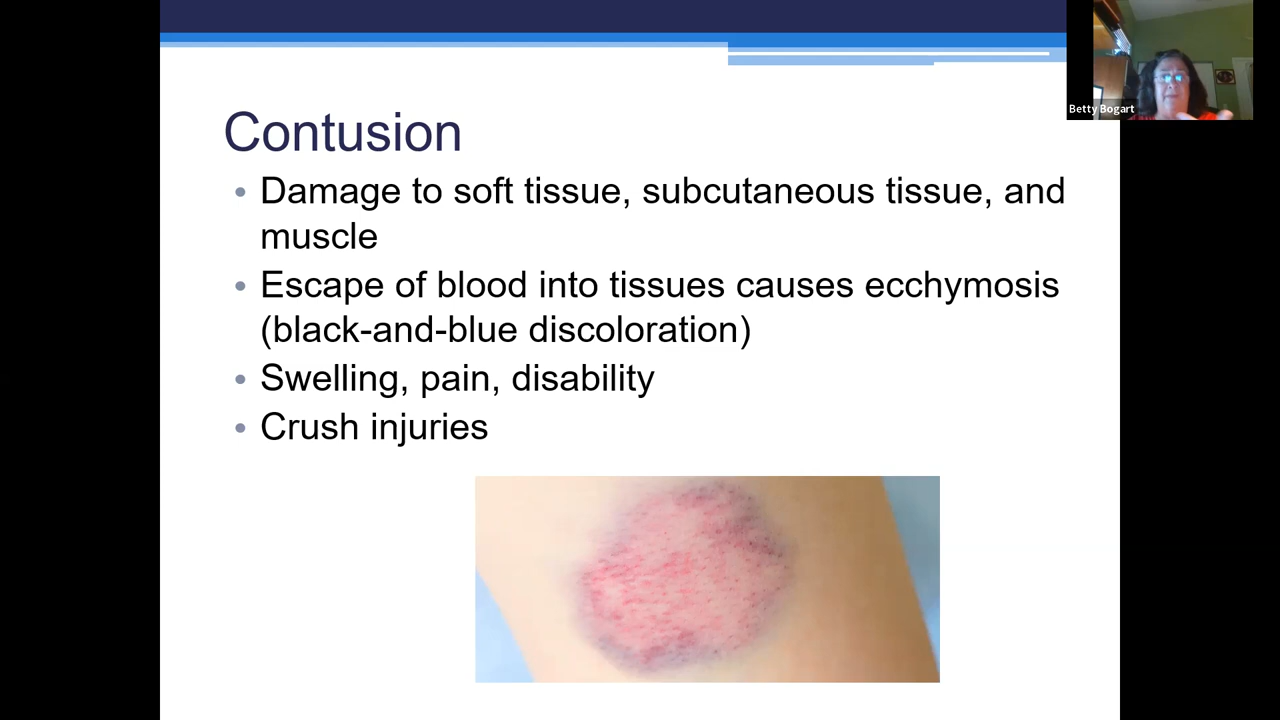 Contusion
• Damage to soft tissue, subcutaneous tissue, and
muscle
• Escape of blood into tissues causes ecchymosis
(black-and-blue discoloration)
• Swelling, pain, disability
• Crush injuries
Betty Bogart